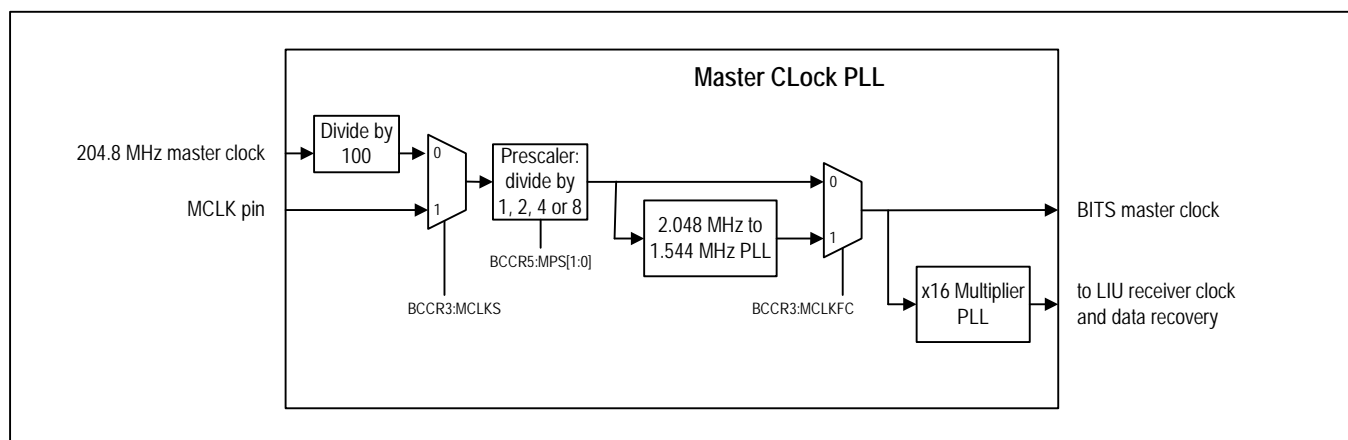 Master CLock PLL
Divide by
100
204.8 MHz master clock
0
Prescaler:
divide by
1, 2, 4 or 8
0
MCLK pin
1
2.048 MHz to
1.544 MHz PLL
1
BITS master clock
BCCR5:MPS[1:0]
BCCR3:MCLKS
BCCR3:MCLKFC
x16 Multiplier
PLL
to LIU receiver clock
and data recovery